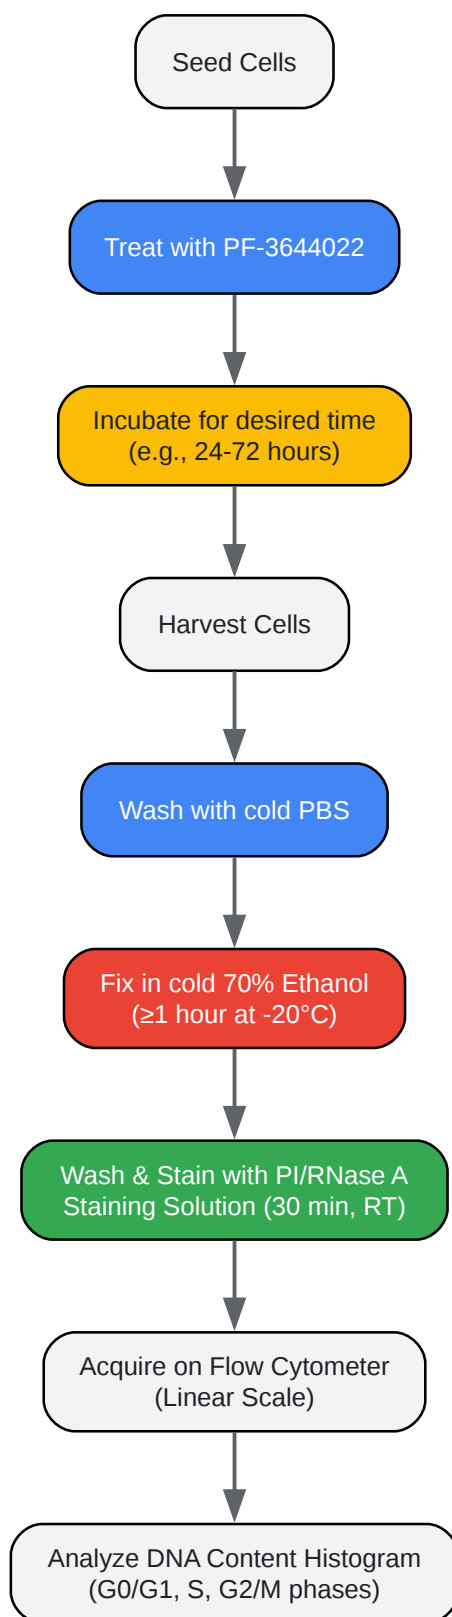 Seed Cells
Treat with PF-3644022
Incubate for desired time
(e.g., 24-72 hours)
Harvest Cells
Wash with cold PBS
Fix in cold 70% Ethanol
(≥1 hour at -20°C)
Wash & Stain with PI/RNase A
Staining Solution (30 min, RT)
Acquire on Flow Cytometer
(Linear Scale)
Analyze DNA Content Histogram
(G0/G1, S, G2/M phases)